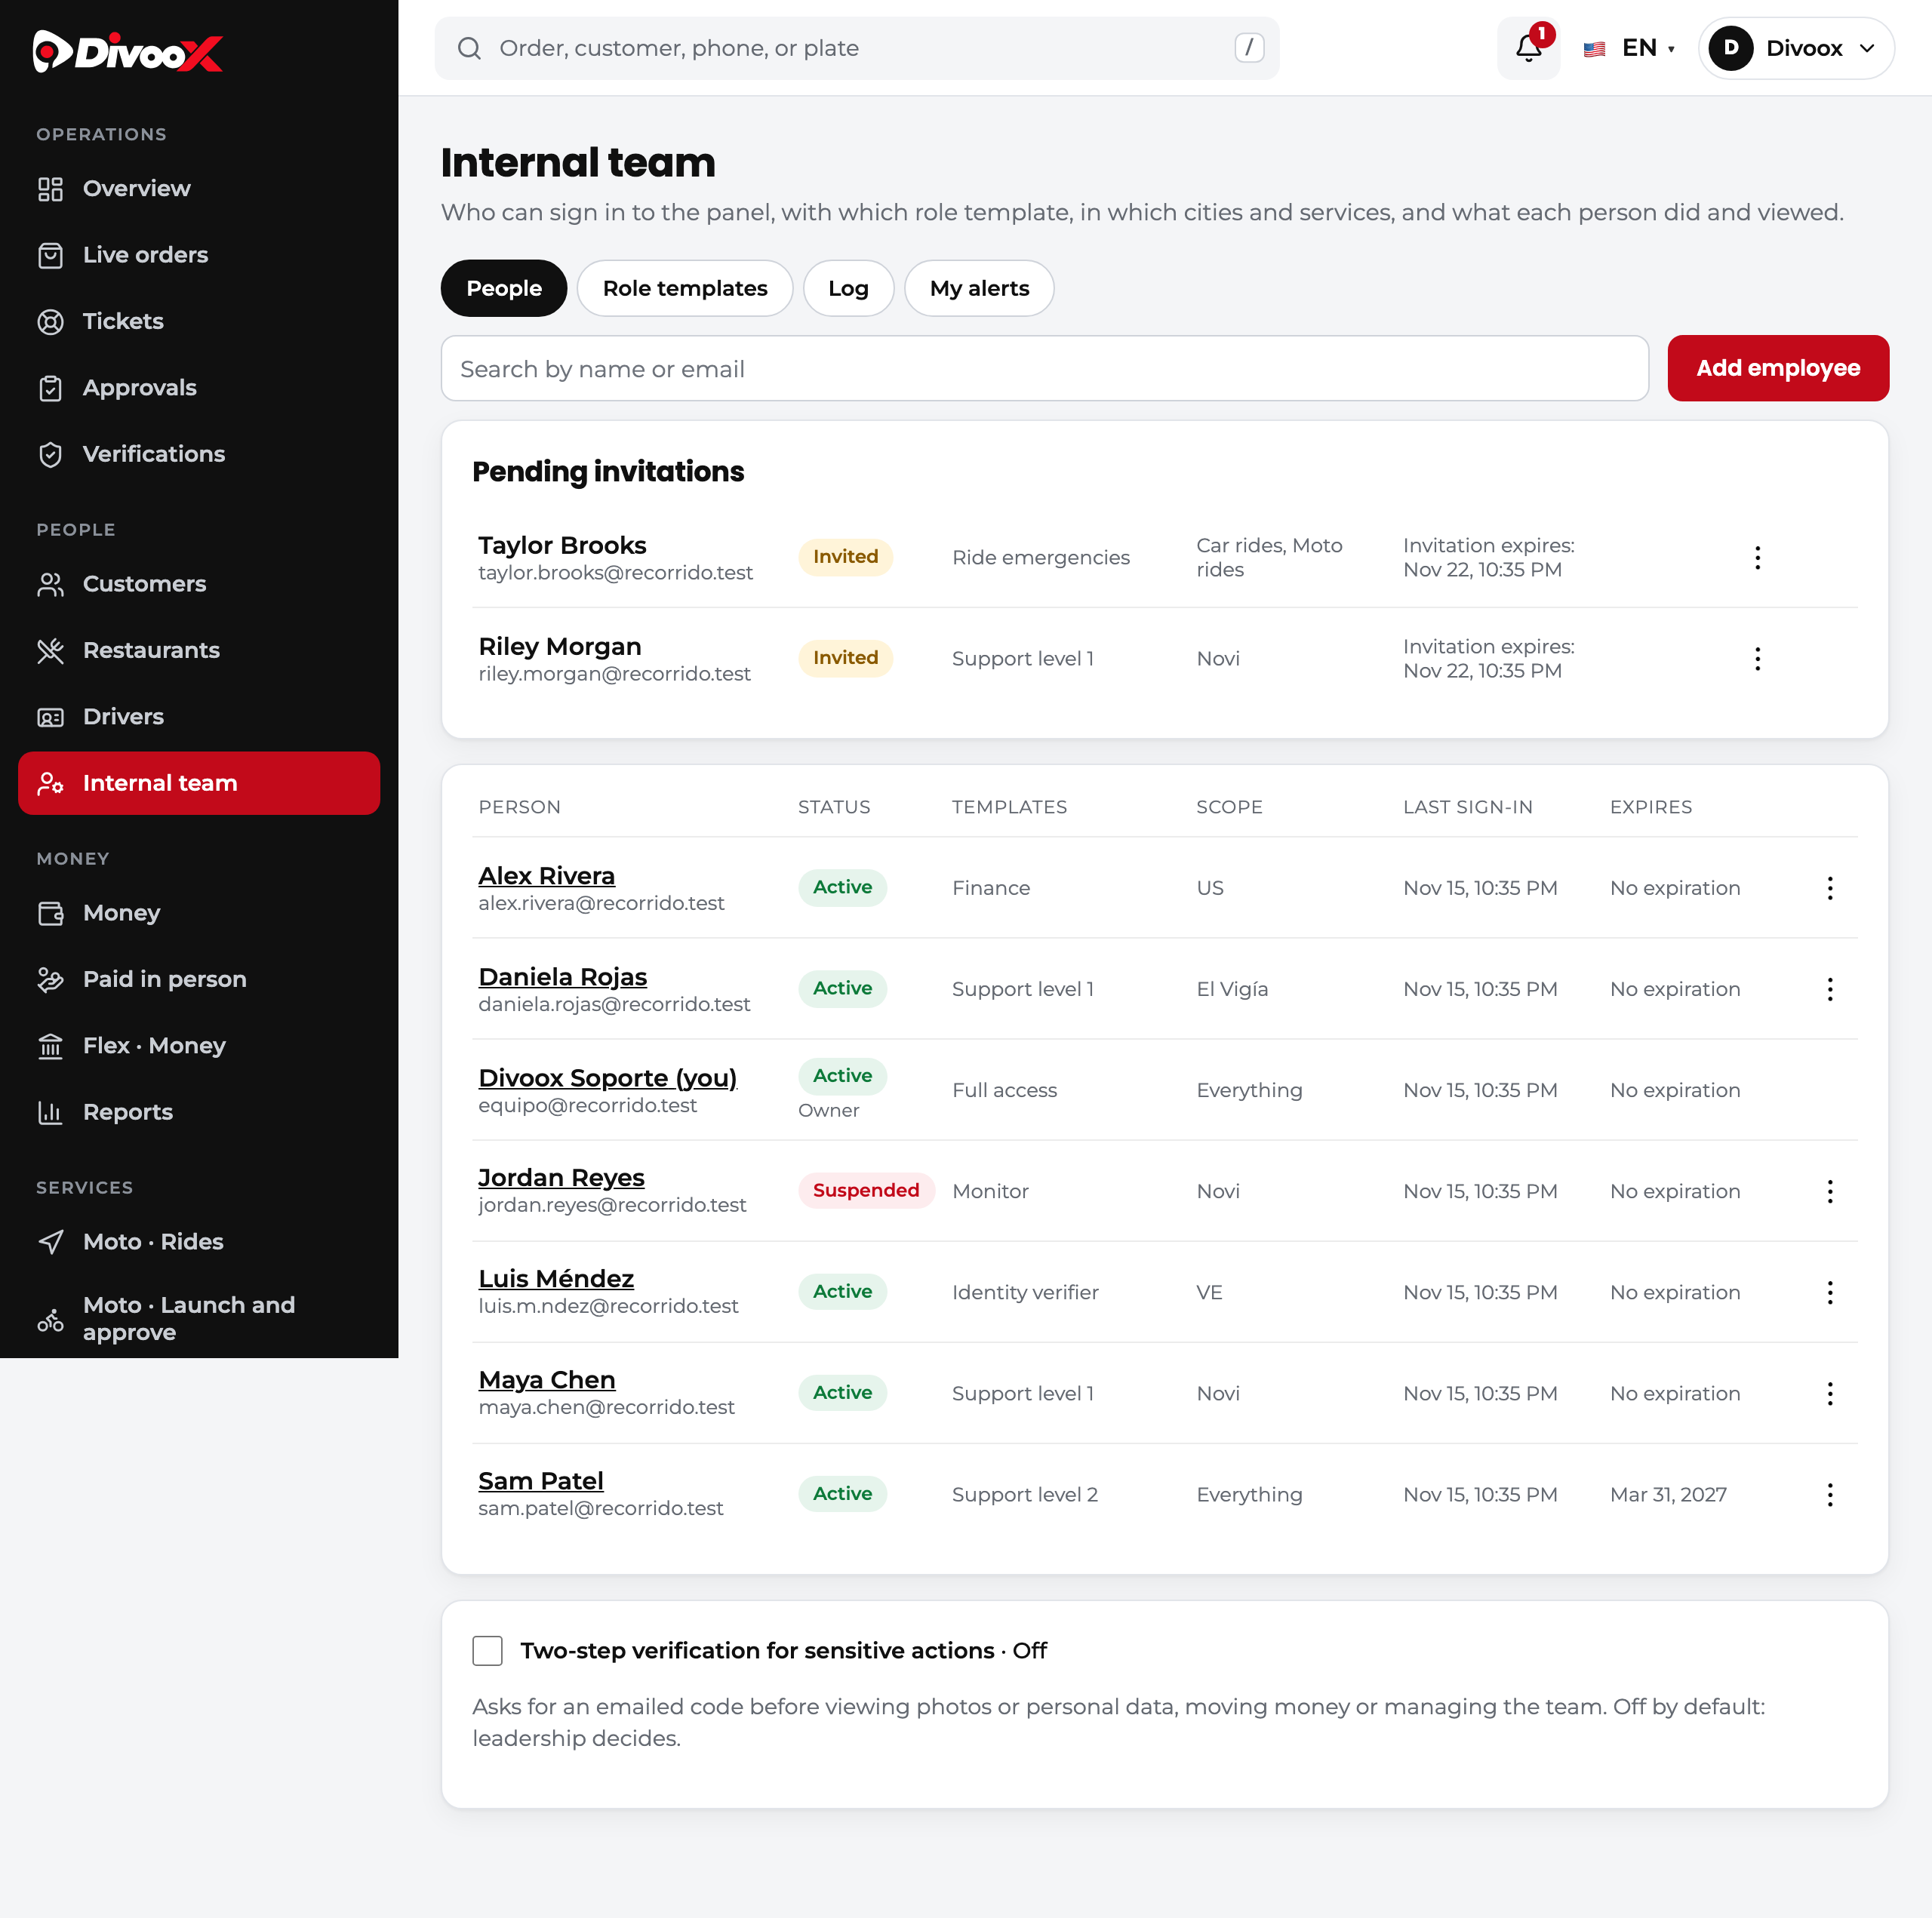 DivooX
Order, customer, phone, or plate
/
1
EN
D
Divoox
OPERATIONS
Overview
Live orders
Tickets
Approvals
Verifications
PEOPLE
Customers
Restaurants
Drivers
Internal team
MONEY
Money
Paid in person
Flex · Money
Reports
SERVICES
Moto · Rides
Moto · Launch and
approve
Internal team
Who can sign in to the panel, with which role template, in which cities and services, and what each person did and viewed.
People
Role templates
Log
My alerts
Search by name or email
Add employee
Pending invitations
Taylor Brooks
taylor.brooks@recorrido.test
Invited
Ride emergencies
Car rides, Moto
rides
Invitation expires:
Nov 22, 10:35 PM
Riley Morgan
riley.morgan@recorrido.test
Invited
Support level 1
Novi
Invitation expires:
Nov 22, 10:35 PM
PERSON STATUS TEMPLATES SCOPE LAST SIGN-IN EXPIRES
Alex Rivera
alex.rivera@recorrido.test
Active
Finance
US
Nov 15, 10:35 PM
No expiration
Daniela Rojas
daniela.rojas@recorrido.test
Active
Support level 1
El Vigía
Nov 15, 10:35 PM
No expiration
Divoox Soporte (you)
equipo@recorrido.test
Active
Owner
Full access
Everything
Nov 15, 10:35 PM
No expiration
Jordan Reyes
jordan.reyes@recorrido.test
Suspended
Monitor
Novi
Nov 15, 10:35 PM
No expiration
Luis Méndez
luis.m.ndez@recorrido.test
Active
Identity verifier
VE
Nov 15, 10:35 PM
No expiration
Maya Chen
maya.chen@recorrido.test
Active
Support level 1
Novi
Nov 15, 10:35 PM
No expiration
Sam Patel
sam.patel@recorrido.test
Active
Support level 2
Everything
Nov 15, 10:35 PM
Mar 31, 2027
Two-step verification for sensitive actions · Off
Asks for an emailed code before viewing photos or personal data, moving money or managing the team. Off by default:
leadership decides.